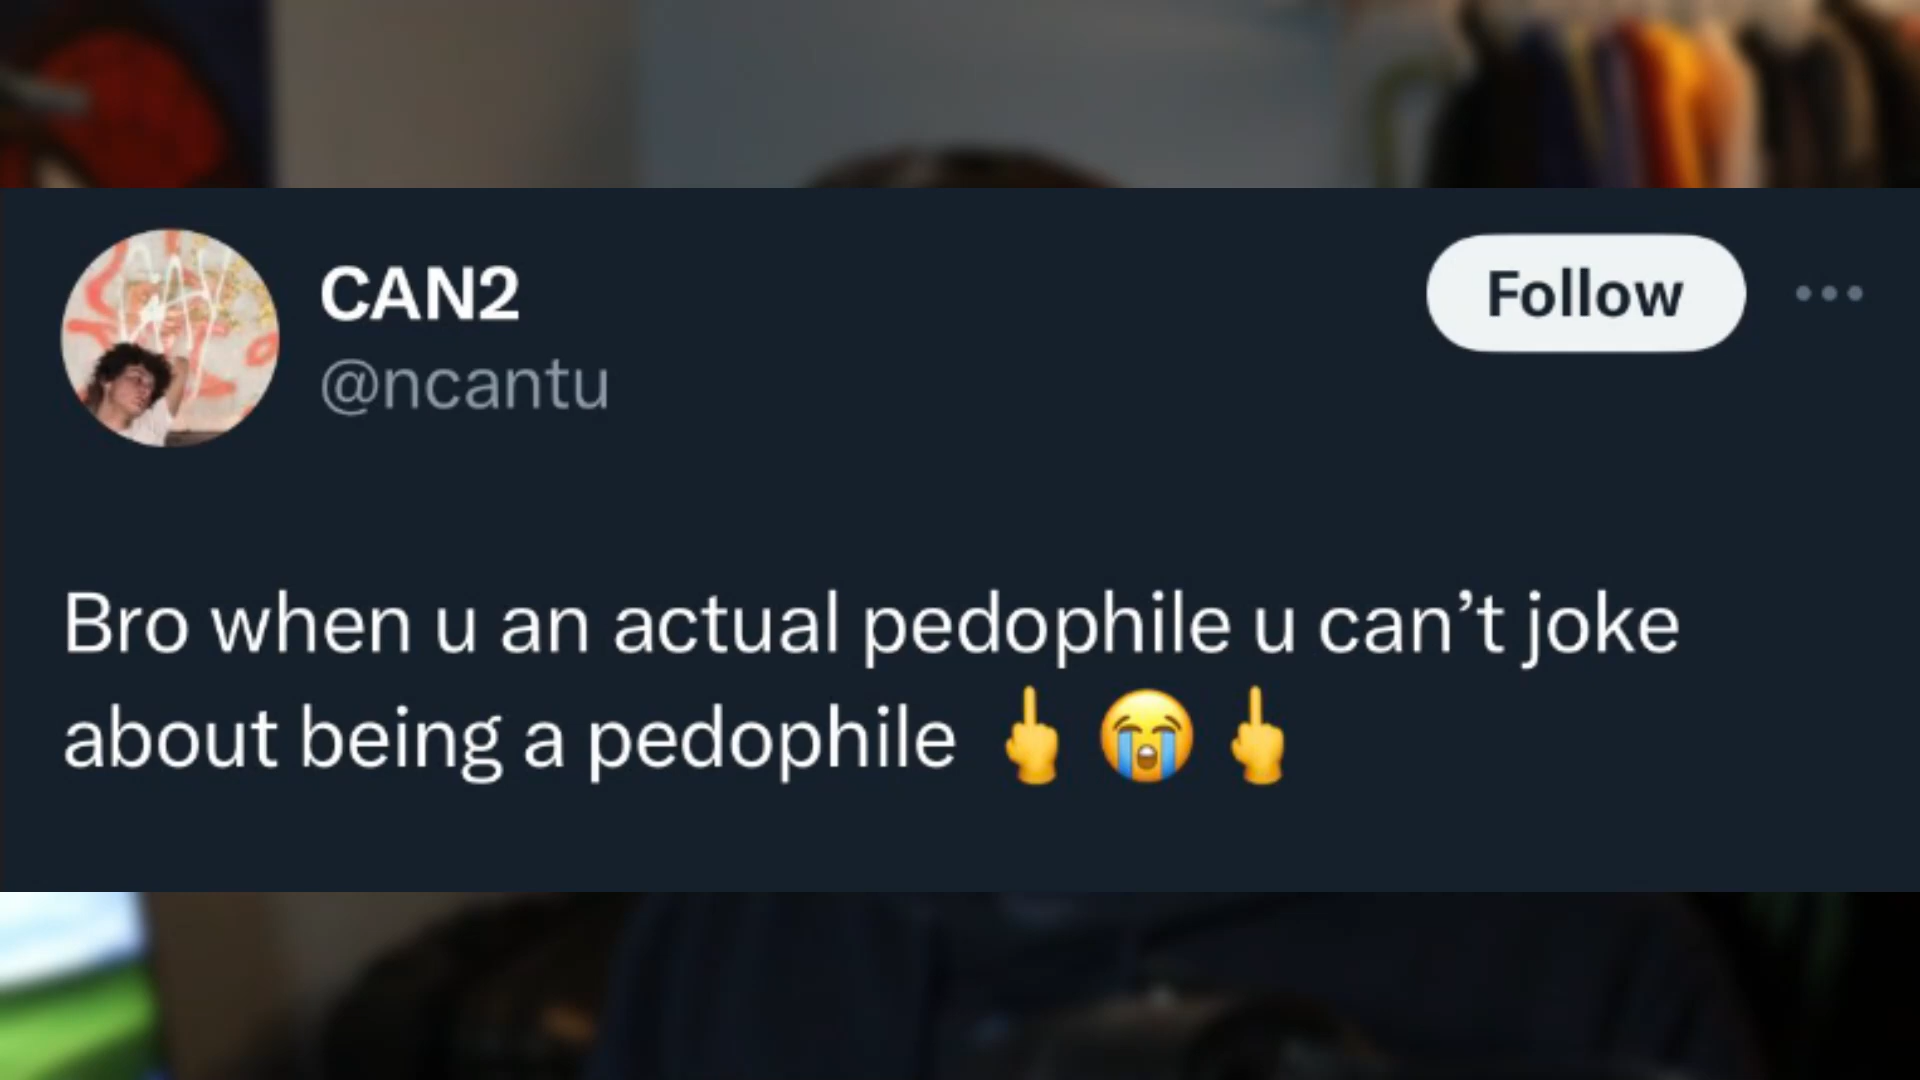 CAN2
@ncantu
Follow
Bro when u an actual pedophile u can’t joke
about being a pedophile 🖕😭🖕